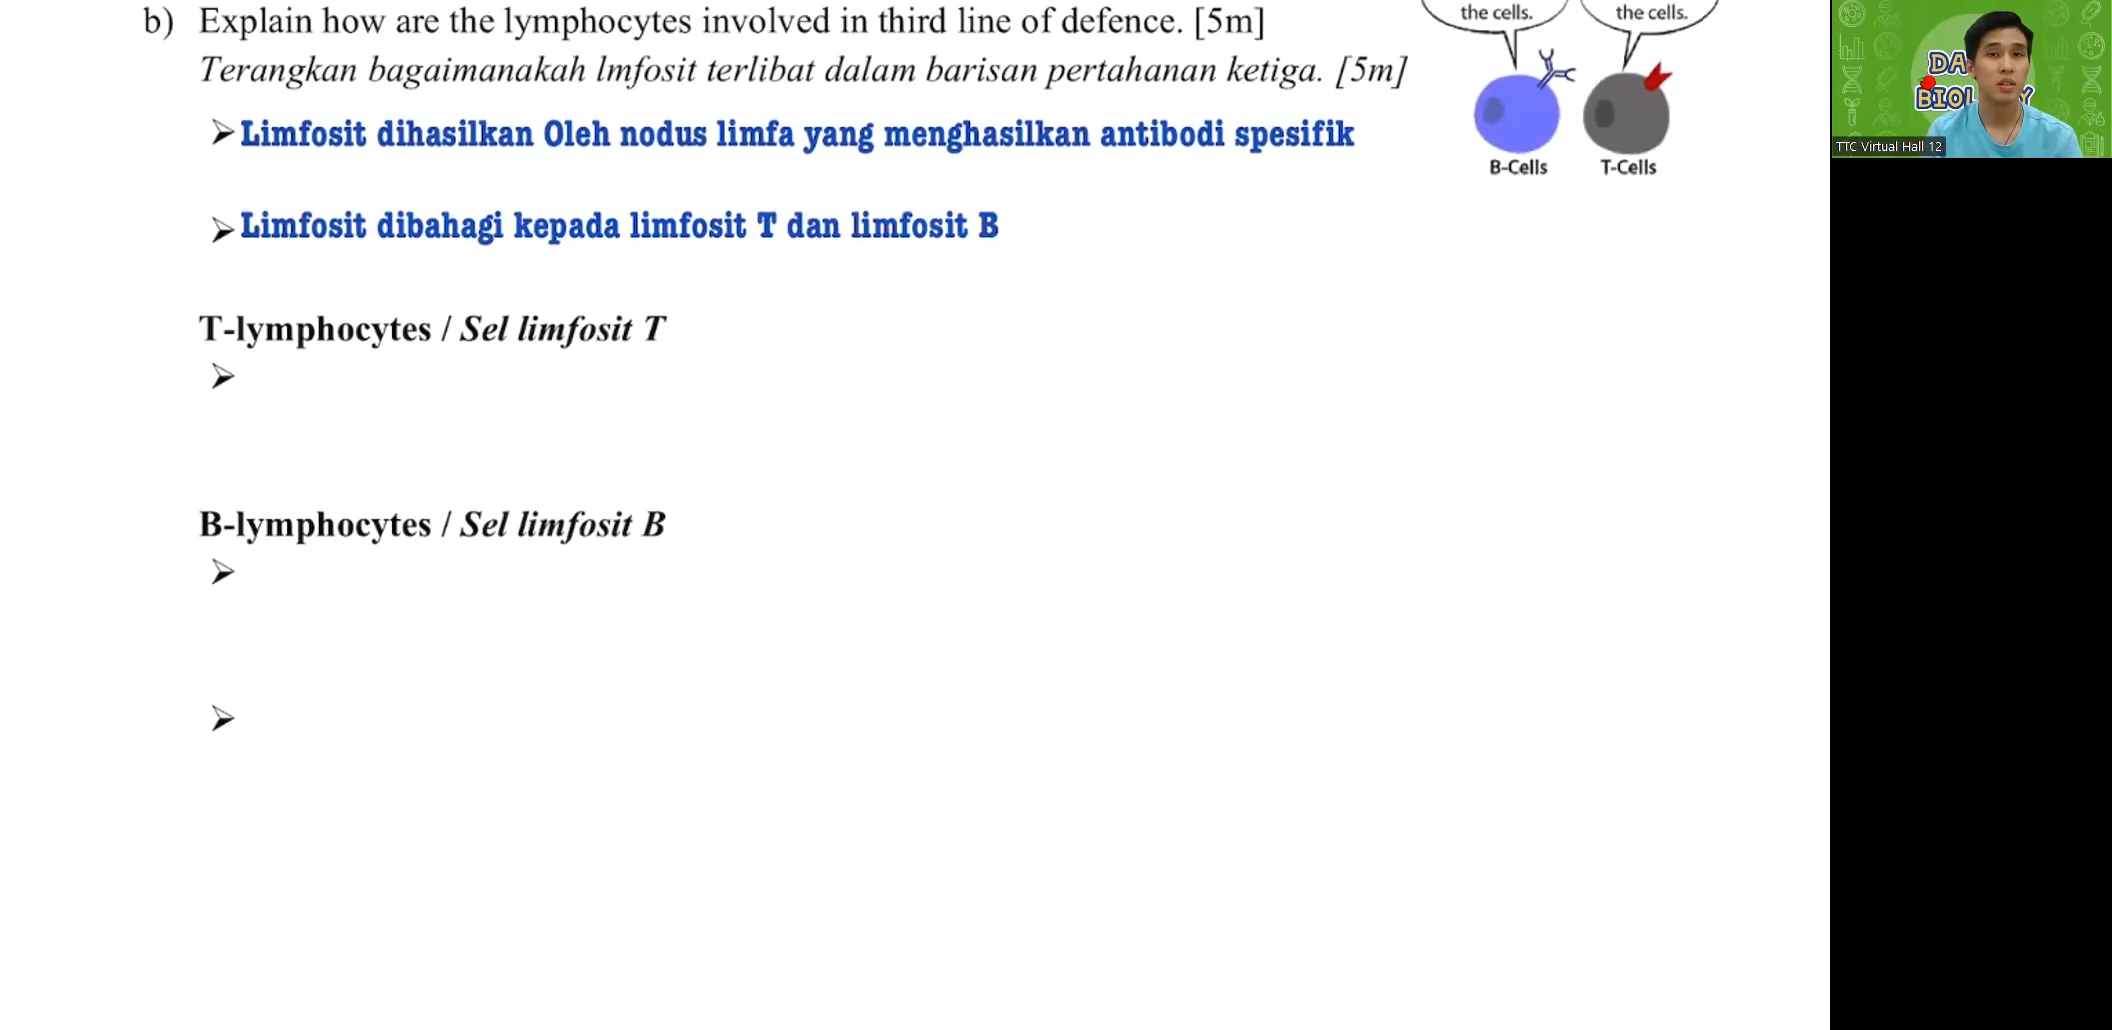 the cells.
the cells.
b) Explain how are the lymphocytes involved in third line of defence. [5m]
Terangkan bagaimanakah lmfosit terlibat dalam barisan pertahanan ketiga. [5m]
➢ Limfosit dihasilkan Oleh nodus limfa yang menghasilkan antibodi spesifik
B-Cells
T-Cells
➢ Limfosit dibahagi kepada limfosit T dan limfosit B
T-lymphocytes / Sel limfosit T
➢
B-lymphocytes / Sel limfosit B
➢
➢
DA
BIOL Y
TTC Virtual Hall 12